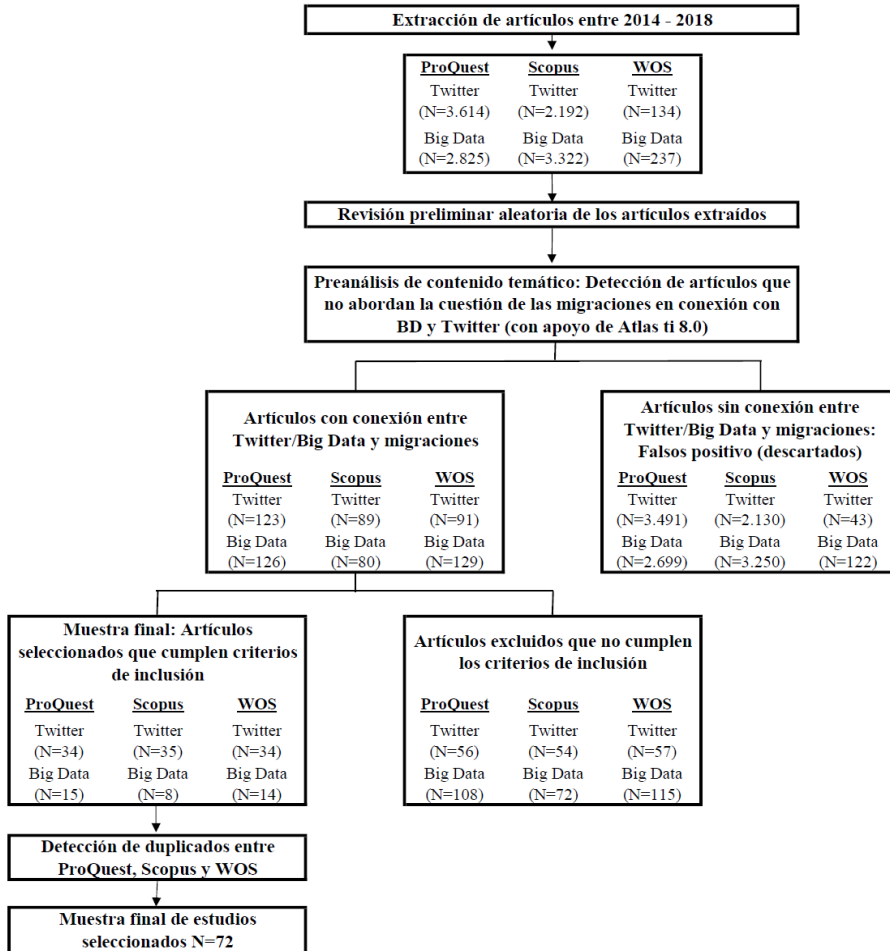 Extracción de artículos entre 2014 - 2018
ProQuest Scopus WOS
Twitter Twitter Twitter
(N=3.614) (N=2.192) (N=134)
Big Data Big Data Big Data
(N=2.825) (N=3.322) (N=237)
Revisión preliminar aleatoria de los artículos extraídos
Preanálisis de contenido temático: Detección de artículos que
no abordan la cuestión de las migraciones en conexión con
BD y Twitter (con apoyo de Atlas ti 8.0)
Artículos con conexión entre
Twitter/Big Data y migraciones
ProQuest Scopus WOS
Twitter Twitter Twitter
(N=123) (N=89) (N=91)
Big Data Big Data Big Data
(N=126) (N=80) (N=129)
Artículos sin conexión entre
Twitter/Big Data y migraciones:
Falsos positivo (descartados)
ProQuest Scopus WOS
Twitter Twitter Twitter
(N=3.491) (N=2.130) (N=43)
Big Data Big Data Big Data
(N=2.699) (N=3.250) (N=122)
Muestra final: Artículos
seleccionados que cumplen criterios
de inclusión
ProQuest Scopus WOS
Twitter Twitter Twitter
(N=34) (N=35) (N=34)
Big Data Big Data Big Data
(N=15) (N=8) (N=14)
Artículos excluidos que no cumplen
los criterios de inclusión
ProQuest Scopus WOS
Twitter Twitter Twitter
(N=56) (N=54) (N=57)
Big Data Big Data Big Data
(N=108) (N=72) (N=115)
Detección de duplicados entre
ProQuest, Scopus y WOS
Muestra final de estudios
seleccionados N=72